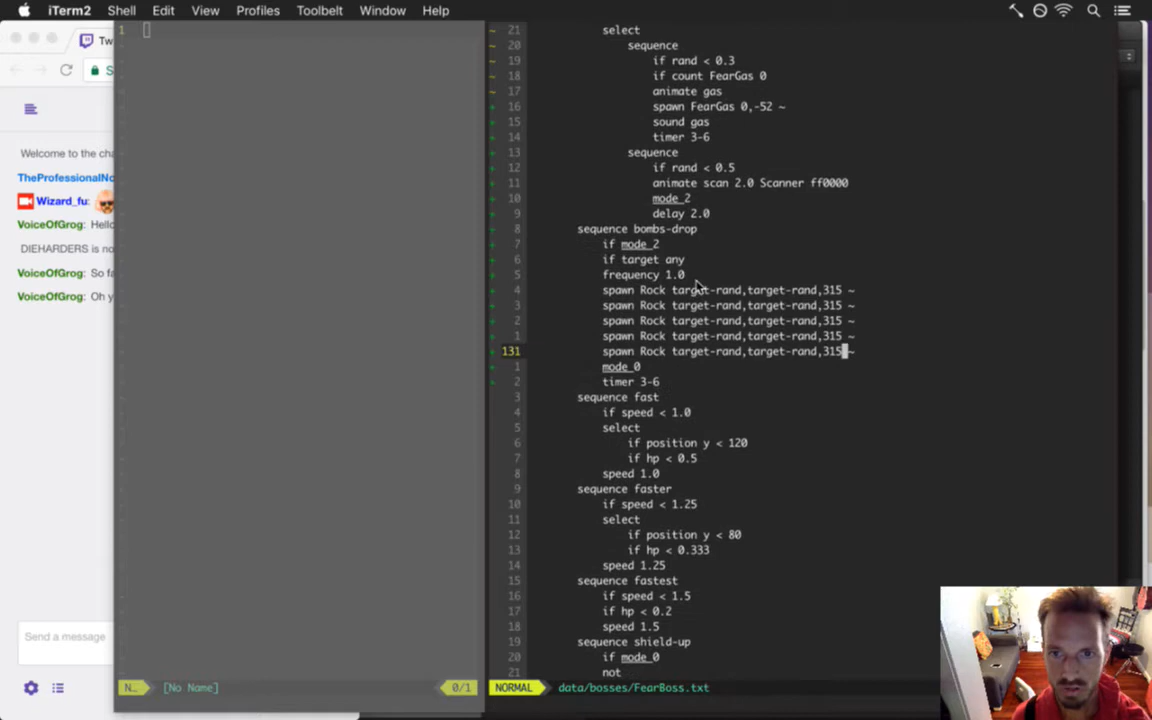 iTerm2 Shell Edit View Profiles Toolbelt Window Help
Tw
S
Welcome to the cha
TheProfessionalNo
Wizard_fu:
VoiceOfGrog: Hello
DIEHARDERS is no
VoiceOfGrog: So fa
VoiceOfGrog: Oh y
Send a message
1
N... [No Name] 0/1
~ 21 select
~ 20 sequence
~ 19 if rand < 0.3
~ 18 if count FearGas 0
~ 17 animate gas
+ 16 spawn FearGas 0,-52 ~
+ 15 sound gas
+ 14 timer 3-6
+ 13 sequence
+ 12 if rand < 0.5
+ 11 animate scan 2.0 Scanner ff0000
+ 10 mode_2
+ 9 delay 2.0
+ 8 sequence bombs-drop
+ 7 if mode_2
+ 6 if target any
+ 5 frequency 1.0
+ 4 spawn Rock target-rand,target-rand,315 ~
+ 3 spawn Rock target-rand,target-rand,315 ~
+ 2 spawn Rock target-rand,target-rand,315 ~
+ 1 spawn Rock target-rand,target-rand,315 ~
+ 131 spawn Rock target-rand,target-rand,315 ~
+ 1 mode_0
+ 2 timer 3-6
3 sequence fast
4 if speed < 1.0
5 select
6 if position y < 120
7 if hp < 0.5
8 speed 1.0
9 sequence faster
10 if speed < 1.25
11 select
12 if position y < 80
13 if hp < 0.333
14 speed 1.25
15 sequence fastest
16 if speed < 1.5
17 if hp < 0.2
18 speed 1.5
19 sequence shield-up
20 if mode_0
21 not
NORMAL data/bosses/FearBoss.txt